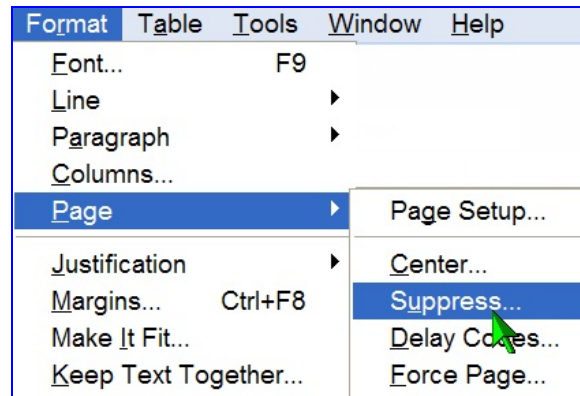 Format Table Tools Window Help
Font... F9
Line
Paragraph
Columns...
Page
Justification
Margins... Ctrl+F8
Make It Fit...
Keep Text Together...
Page Setup...
Center...
Suppress...
Delay Codes...
Force Page...